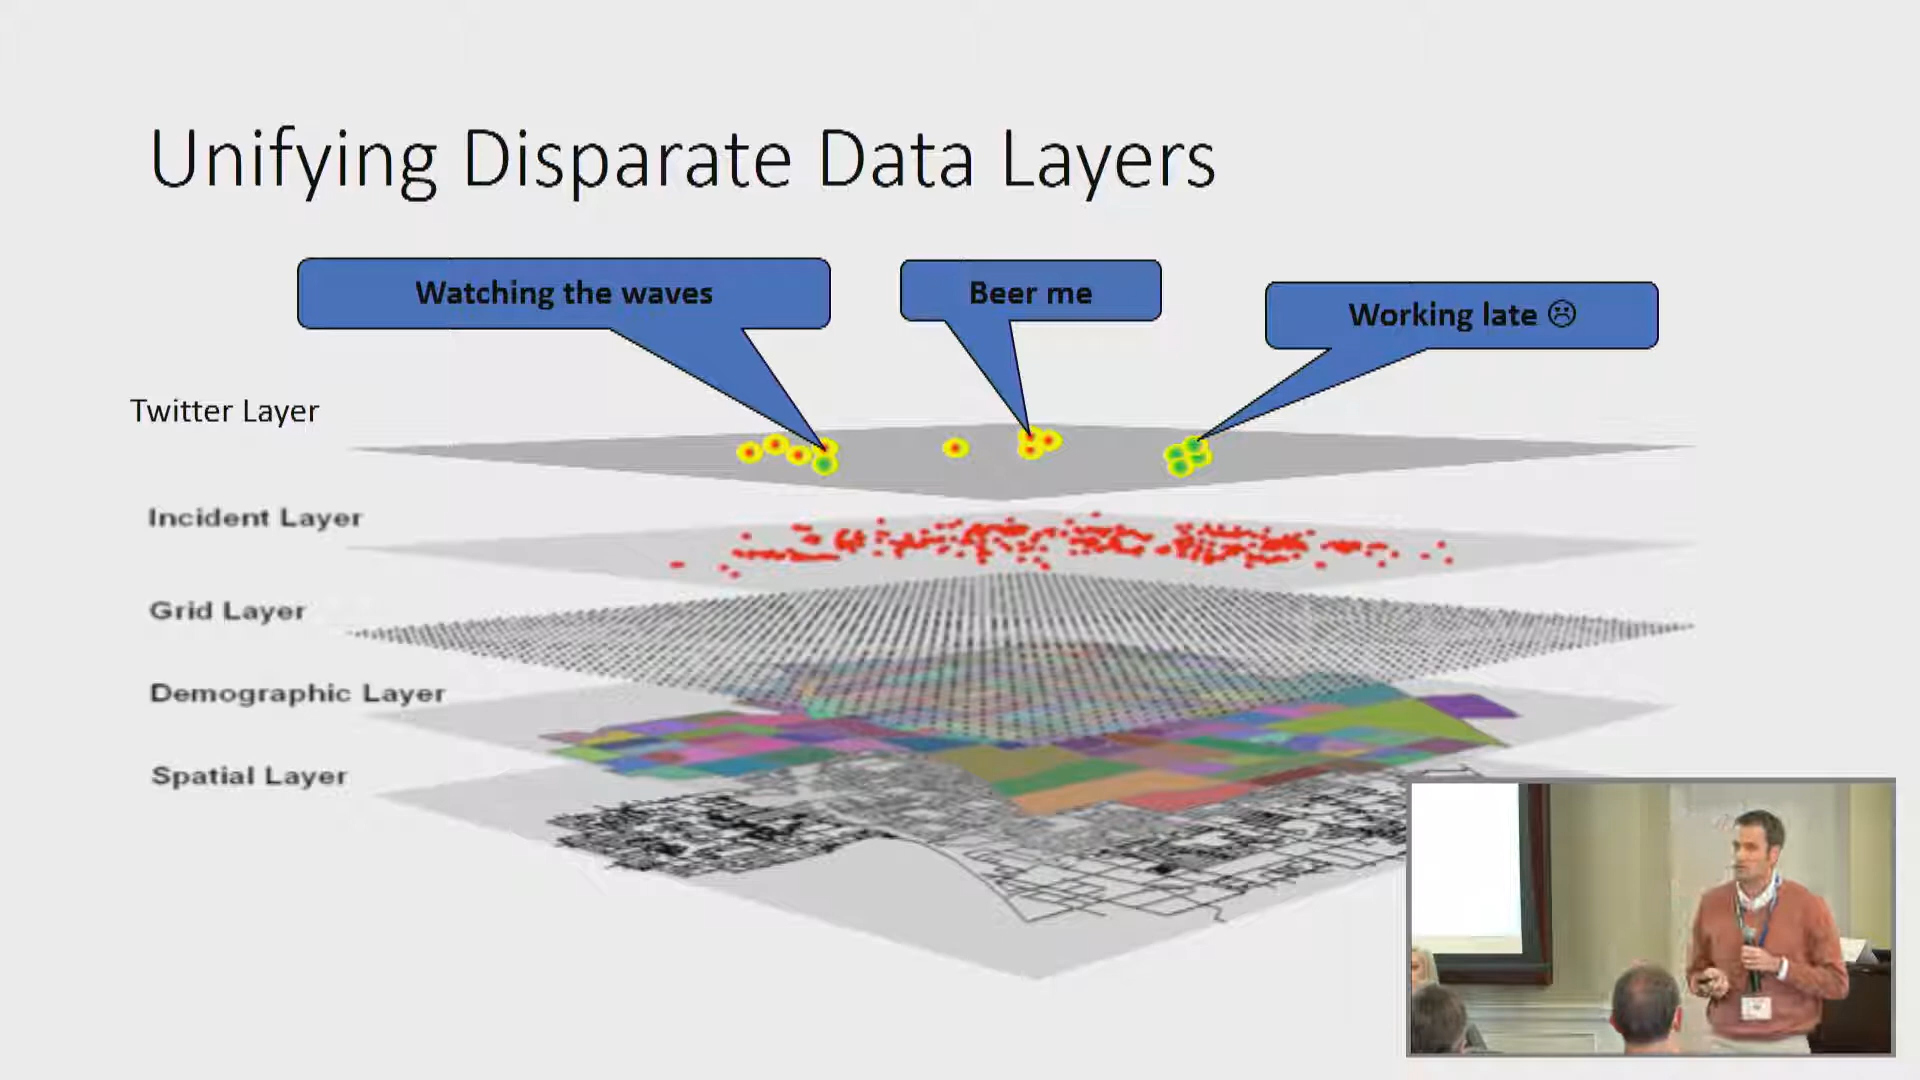 Unifying Disparate Data Layers
Watching the waves
Beer me
Working late ☹
Twitter Layer
Incident Layer
Grid Layer
Demographic Layer
Spatial Layer